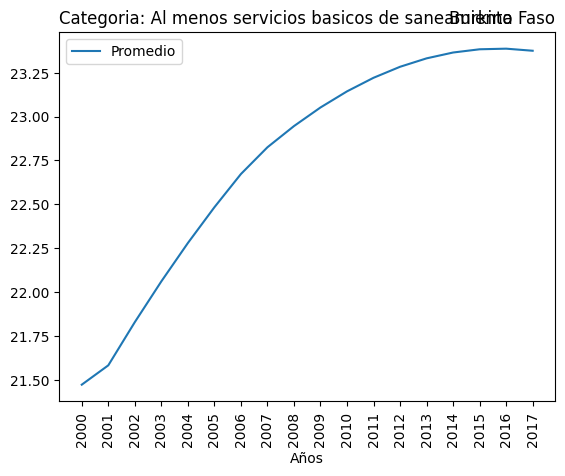 Categoria: Al menos servicios basicos de saneamiento
Burkina Faso
Promedio
23.25
23.00
22.75
22.50
22.25
22.00
21.75
21.50
2000 2001 2002 2003 2004 2005 2006 2007 2008 2009 2010 2011 2012 2013 2014 2015 2016 2017
Años